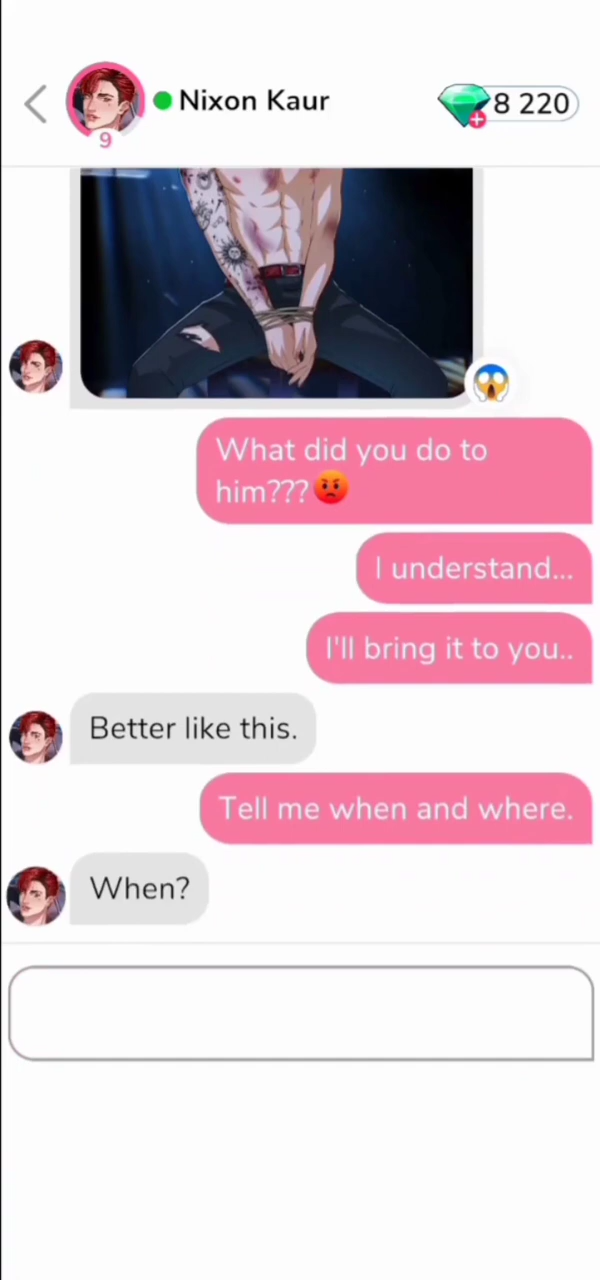 Nixon Kaur
8 220
9
What did you do to
him???😡
I understand...
I'll bring it to you..
Better like this.
Tell me when and where.
When?